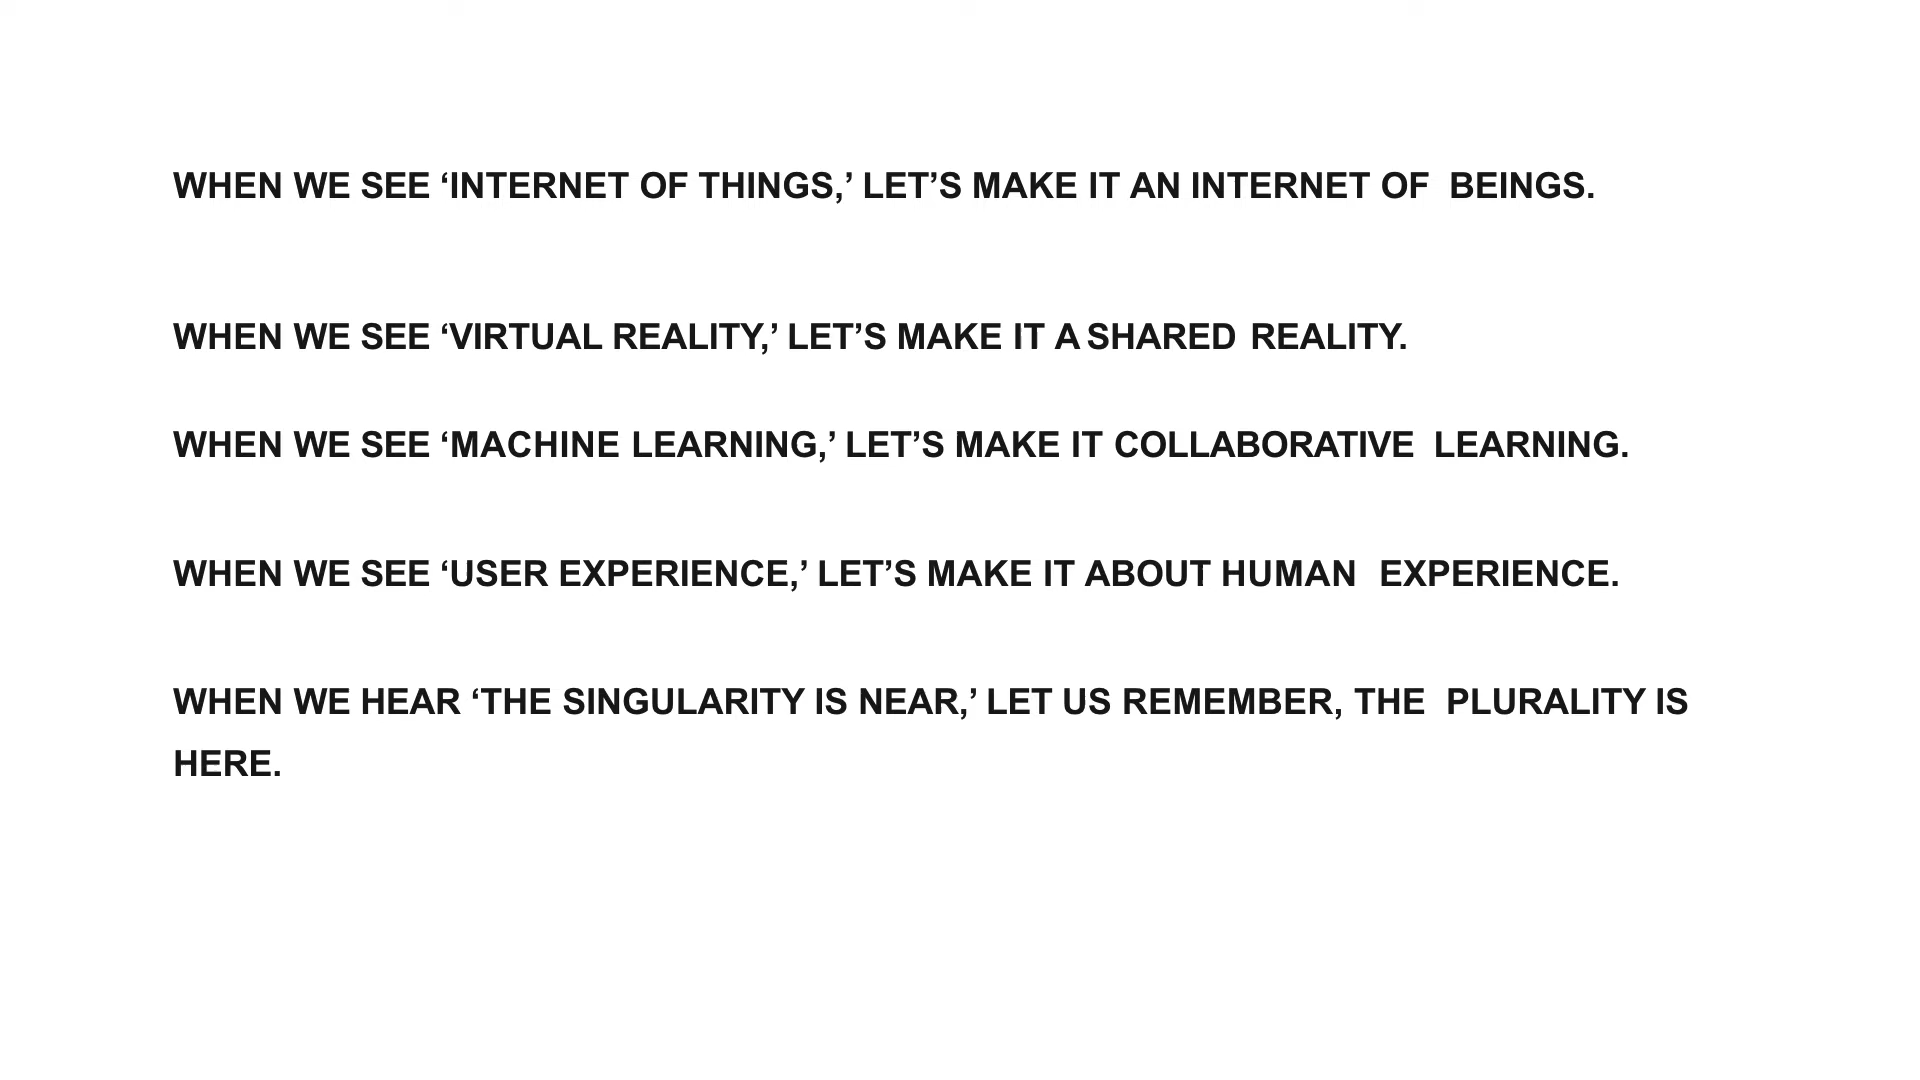 WHEN WE SEE ‘INTERNET OF THINGS,’ LET’S MAKE IT AN INTERNET OF BEINGS.
WHEN WE SEE ‘VIRTUAL REALITY,’ LET’S MAKE IT A SHARED REALITY.
WHEN WE SEE ‘MACHINE LEARNING,’ LET’S MAKE IT COLLABORATIVE LEARNING.
WHEN WE SEE ‘USER EXPERIENCE,’ LET’S MAKE IT ABOUT HUMAN EXPERIENCE.
WHEN WE HEAR ‘THE SINGULARITY IS NEAR,’ LET US REMEMBER, THE PLURALITY IS
HERE.